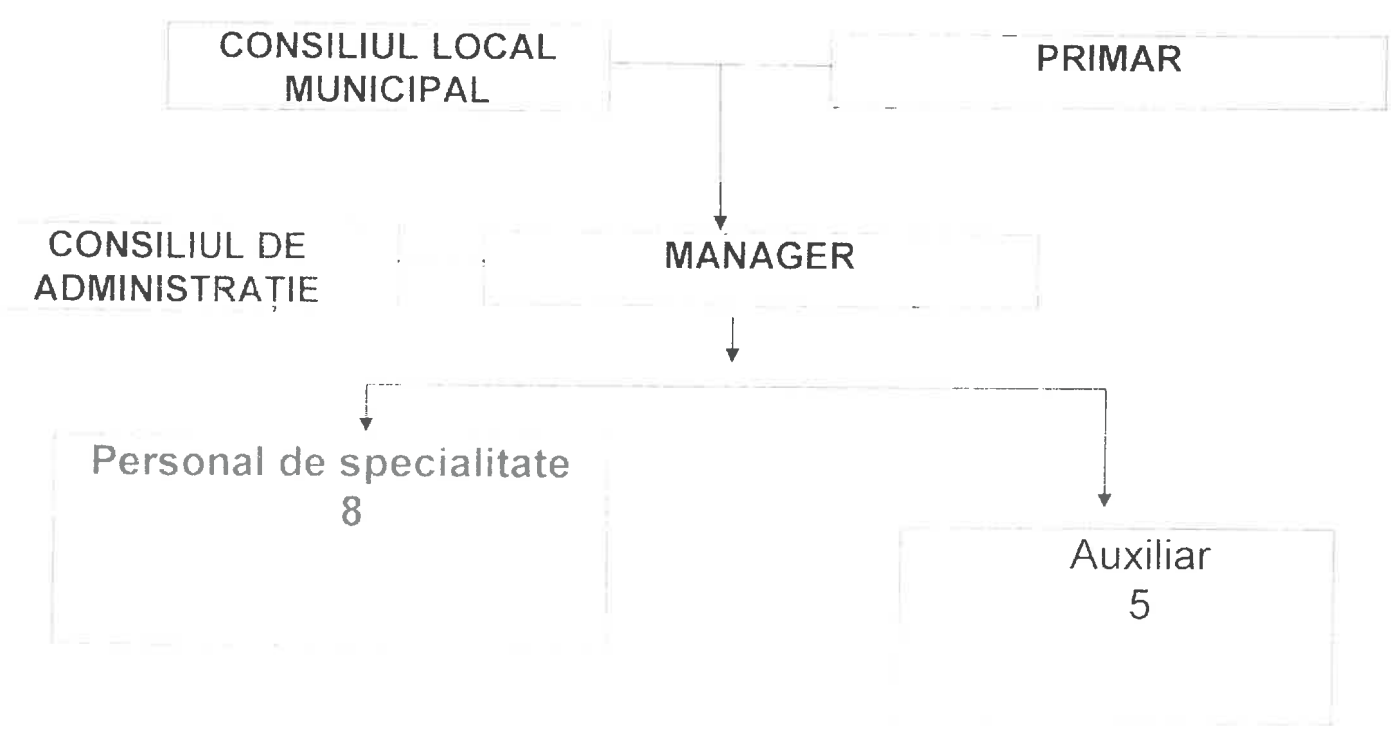 CONSILIUL LOCAL
MUNICIPAL
PRIMAR
CONSILIUL DE
ADMINISTRAȚIE
MANAGER
Personal de specialitate
8
Auxiliar
5